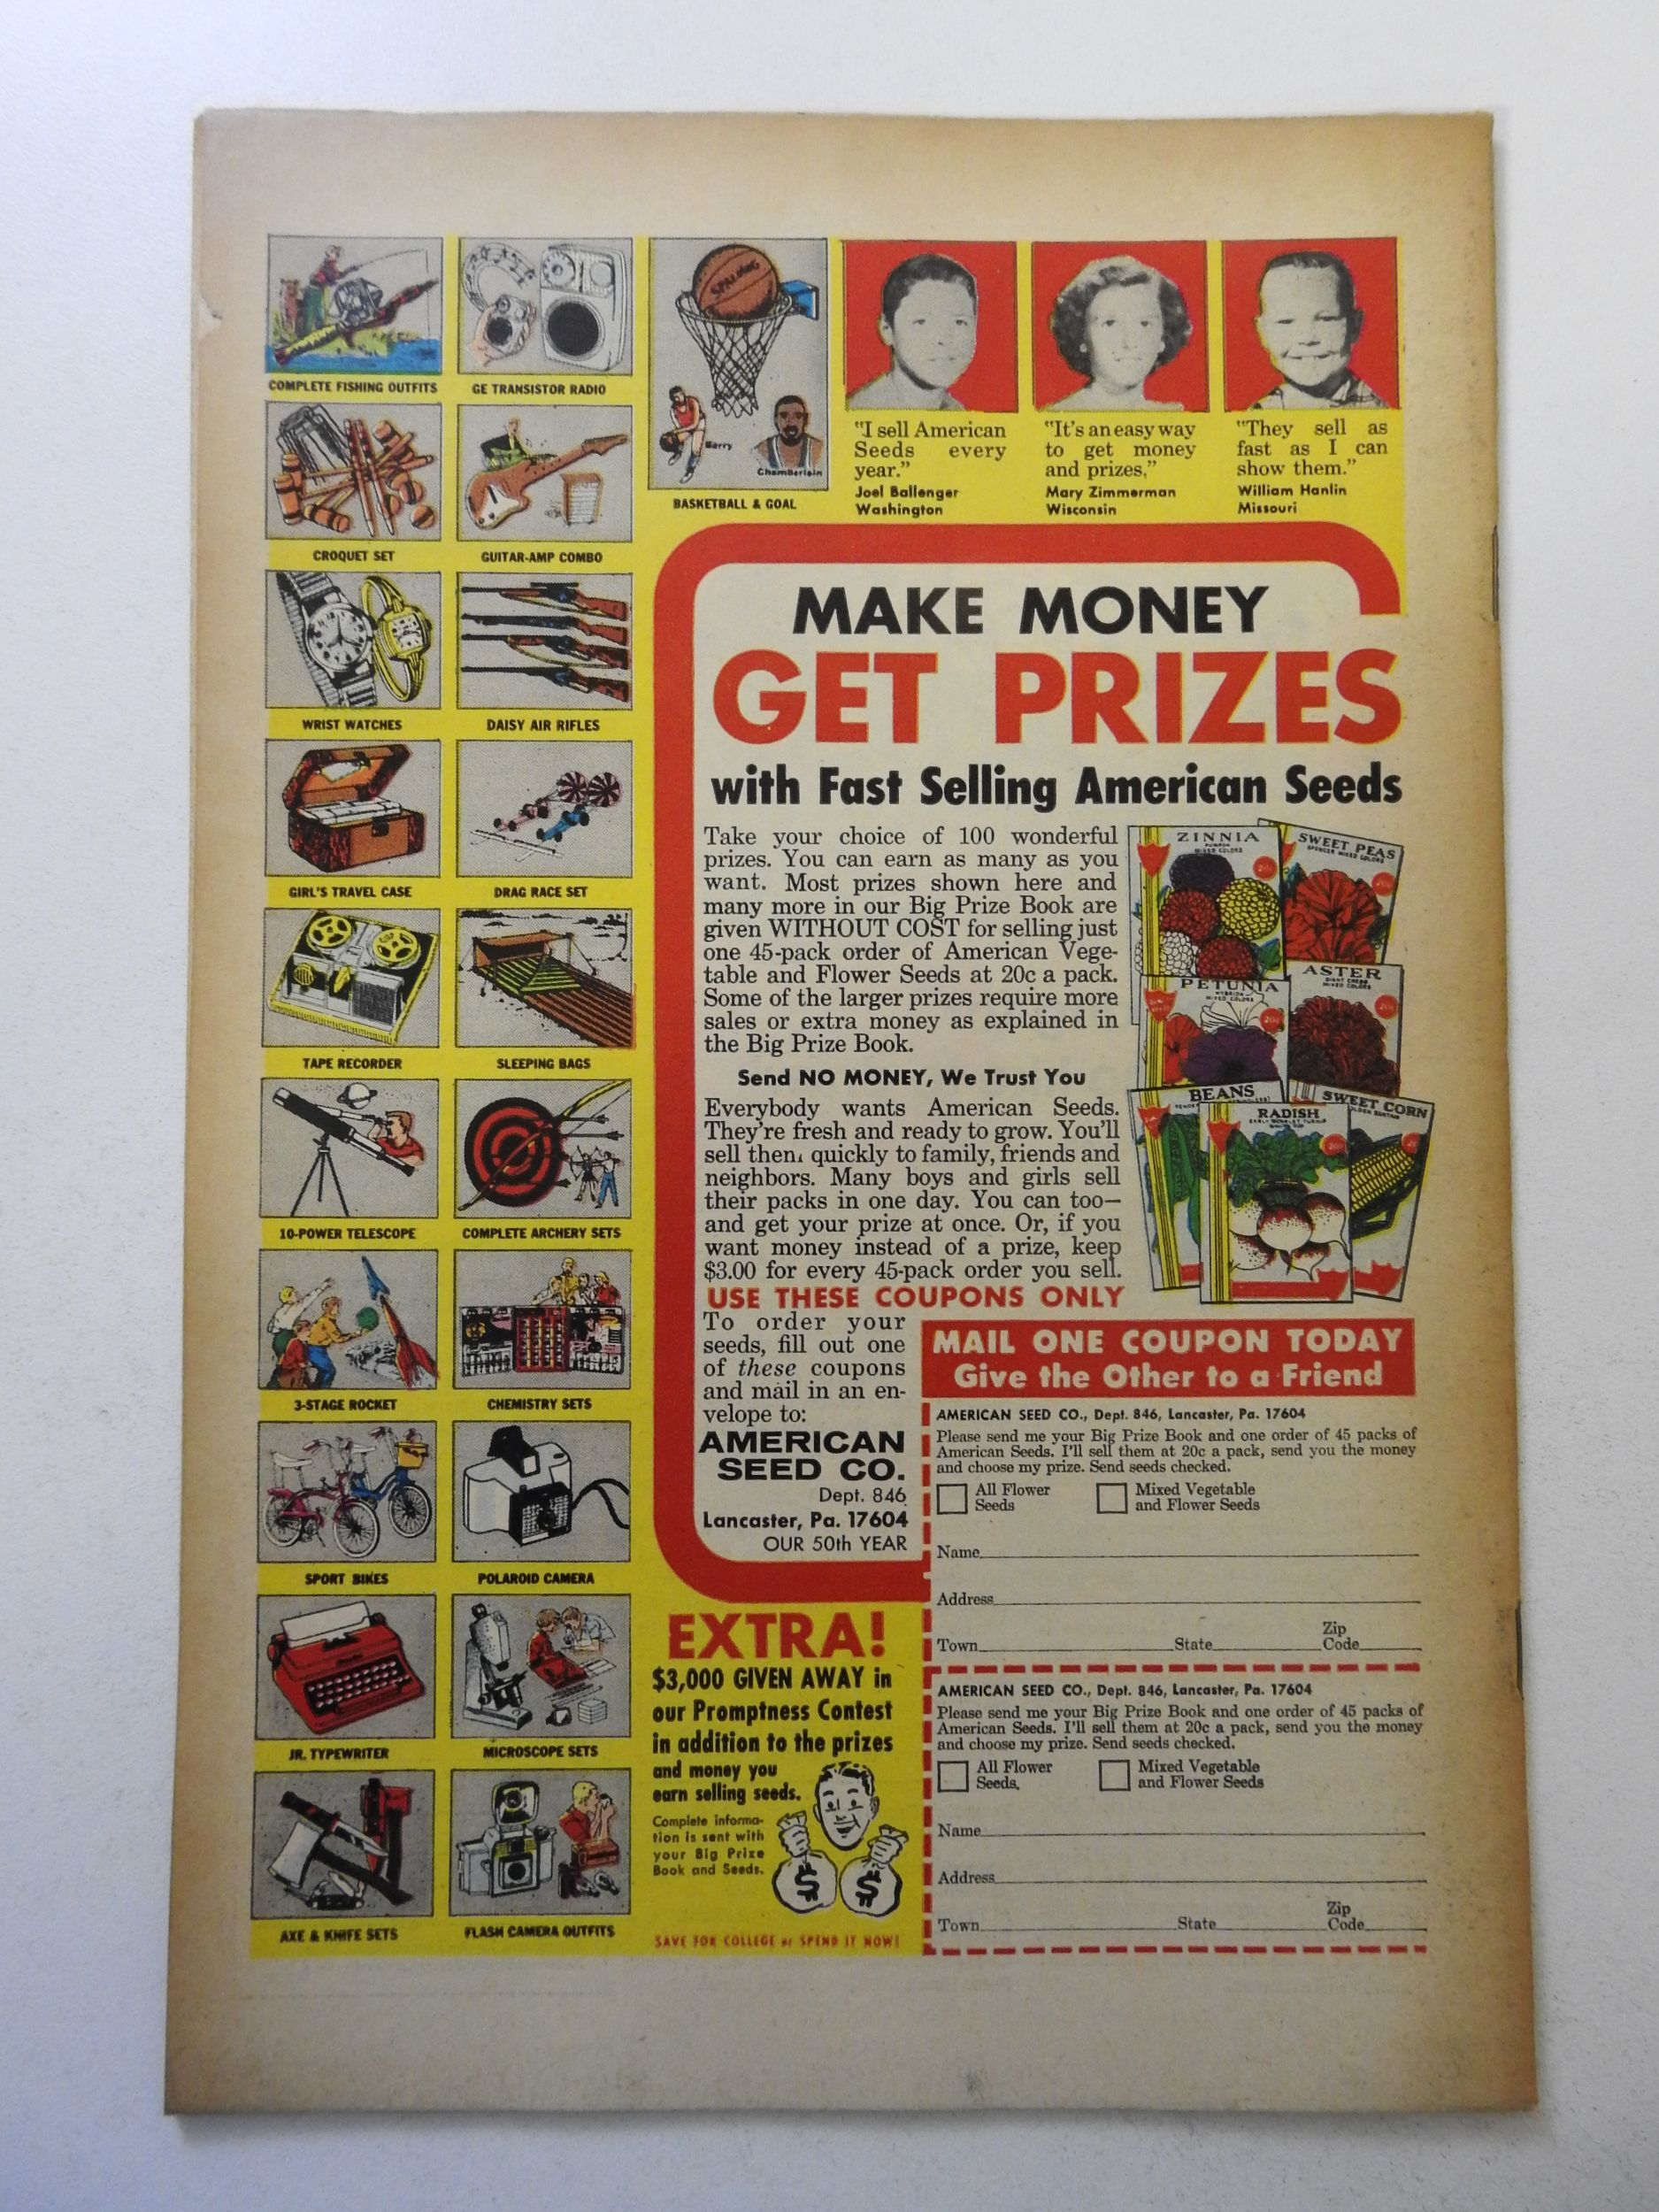 COMPLETE FISHING OUTFITS
GE TRANSISTOR RADIO
CROQUET SET
GUITAR-AMP COMBO
WRIST WATCHES
DAISY AIR RIFLES
GIRL'S TRAVEL CASE
DRAG RACE SET
TAPE RECORDER
SLEEPING BAGS
10-POWER TELESCOPE
COMPLETE ARCHERY SETS
3-STAGE ROCKET
CHEMISTRY SETS
SPORT BIKES
POLAROID CAMERA
JR. TYPEWRITER
MICROSCOPE SETS
AXE & KNIFE SETS
FLASH CAMERA OUTFITS
SPALDING
Barry
Chamberlain
BASKETBALL & GOAL
"I sell American
Seeds every
year."
Joel Ballenger
Washington
"It's an easy way
to get money
and prizes,"
Mary Zimmerman
Wisconsin
"They sell as
fast as I can
show them."
William Hanlin
Missouri
MAKE MONEY
GET PRIZES
with Fast Selling American Seeds
Take your choice of 100 wonderful
prizes. You can earn as many as you
want. Most prizes shown here and
many more in our Big Prize Book are
given WITHOUT COST for selling just
one 45-pack order of American Vege-
table and Flower Seeds at 20c a pack.
Some of the larger prizes require more
sales or extra money as explained in
the Big Prize Book.
Send NO MONEY, We Trust You
Everybody wants American Seeds.
They're fresh and ready to grow. You'll
sell them quickly to family, friends and
neighbors. Many boys and girls sell
their packs in one day. You can too—
and get your prize at once. Or, if you
want money instead of a prize, keep
$3.00 for every 45-pack order you sell.
USE THESE COUPONS ONLY
To order your
seeds, fill out one
of these coupons
and mail in an en-
velope to:
AMERICAN
SEED CO.
Dept. 846
Lancaster, Pa. 17604
OUR 50th YEAR
ZINNIA
MIXED COLORS
SWEET PEAS
SPENCER MIXED COLORS
PETUNIA
MIXED COLORS
ASTER
MIXED COLORS
BEANS
RADISH
SWEET CORN
MAIL ONE COUPON TODAY
Give the Other to a Friend
AMERICAN SEED CO., Dept. 846, Lancaster, Pa. 17604
Please send me your Big Prize Book and one order of 45 packs of
American Seeds. I'll sell them at 20c a pack, send you the money
and choose my prize. Send seeds checked.
All Flower
Seeds
Mixed Vegetable
and Flower Seeds
Name
Address
Town State Zip
Code
AMERICAN SEED CO., Dept. 846, Lancaster, Pa. 17604
Please send me your Big Prize Book and one order of 45 packs of
American Seeds. I'll sell them at 20c a pack, send you the money
and choose my prize. Send seeds checked.
All Flower
Seeds
Mixed Vegetable
and Flower Seeds
Name
Address
Town State Zip
Code
EXTRA!
$3,000 GIVEN AWAY in
our Promptness Contest
in addition to the prizes
and money you
earn selling seeds.
Complete informa-
tion is sent with
your Big Prize
Book and Seeds.
$ $
SAVE FOR COLLEGE or SPEND IT NOW!